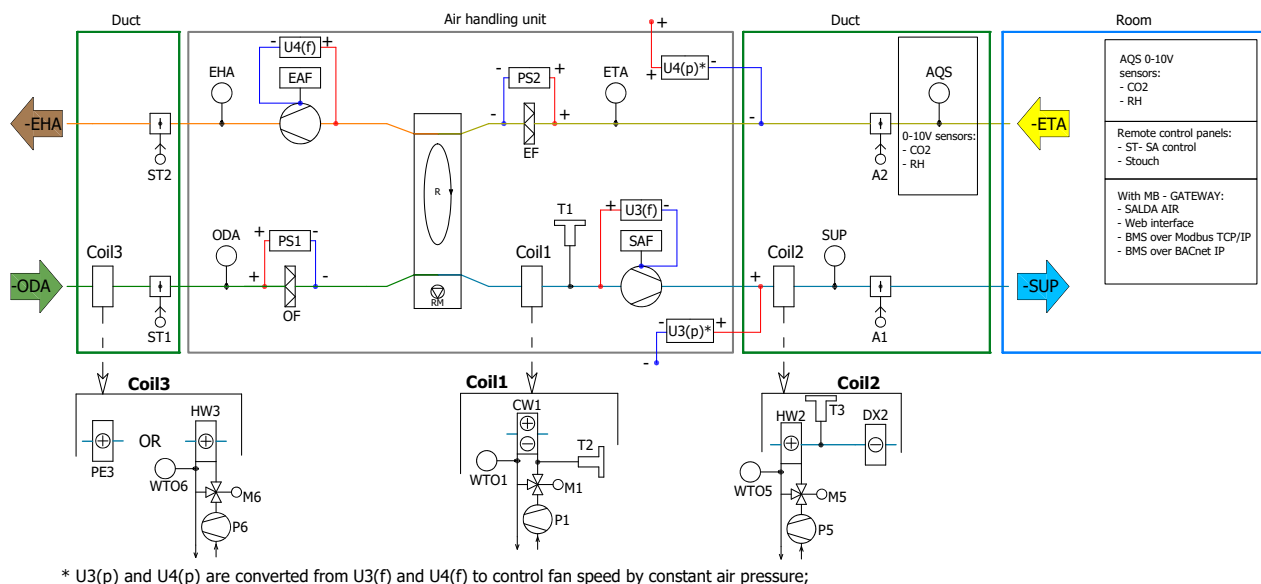 Duct
Air handling unit
Duct
Room
- U4(f) +
EAF
EHA
- PS2 +
ETA
+
+ U4(p)* -
AQS
AQS 0-10V
sensors:
- CO2
- RH
-EHA
ST2
- EF +
-
A2
0-10V sensors:
- CO2
- RH
-ETA
Remote control panels:
- ST- SA control
- Stouch
R
With MB - GATEWAY:
- SALDA AIR
- Web interface
- BMS over Modbus TCP/IP
- BMS over BACnet IP
Coil3
ODA
+ PS1 -
T1
+ U3(f) -
SAF
Coil1
Coil2
SUP
-ODA
ST1
+ OF -
RM
+
- U3(p)* +
-
A1
-SUP
Coil3
HW3
OR
PE3
WTO6
M6
P6
Coil1
CW1
T2
WTO1
M1
P1
Coil2
HW2
T3
DX2
WTO5
M5
P5
* U3(p) and U4(p) are converted from U3(f) and U4(f) to control fan speed by constant air pressure;